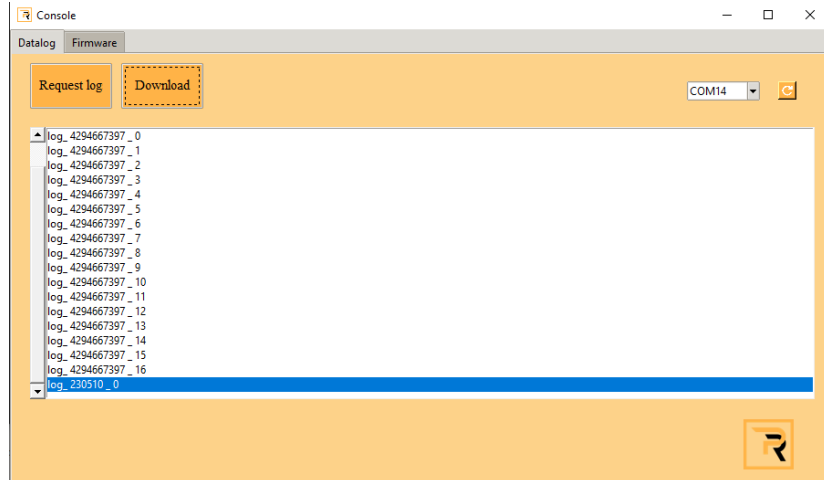 Console
Datalog Firmware
Request log Download
COM14
log_ 4294667397 _ 0
log_ 4294667397 _ 1
log_ 4294667397 _ 2
log_ 4294667397 _ 3
log_ 4294667397 _ 4
log_ 4294667397 _ 5
log_ 4294667397 _ 6
log_ 4294667397 _ 7
log_ 4294667397 _ 8
log_ 4294667397 _ 9
log_ 4294667397 _ 10
log_ 4294667397 _ 11
log_ 4294667397 _ 12
log_ 4294667397 _ 13
log_ 4294667397 _ 14
log_ 4294667397 _ 15
log_ 4294667397 _ 16
log_ 230510 _ 0